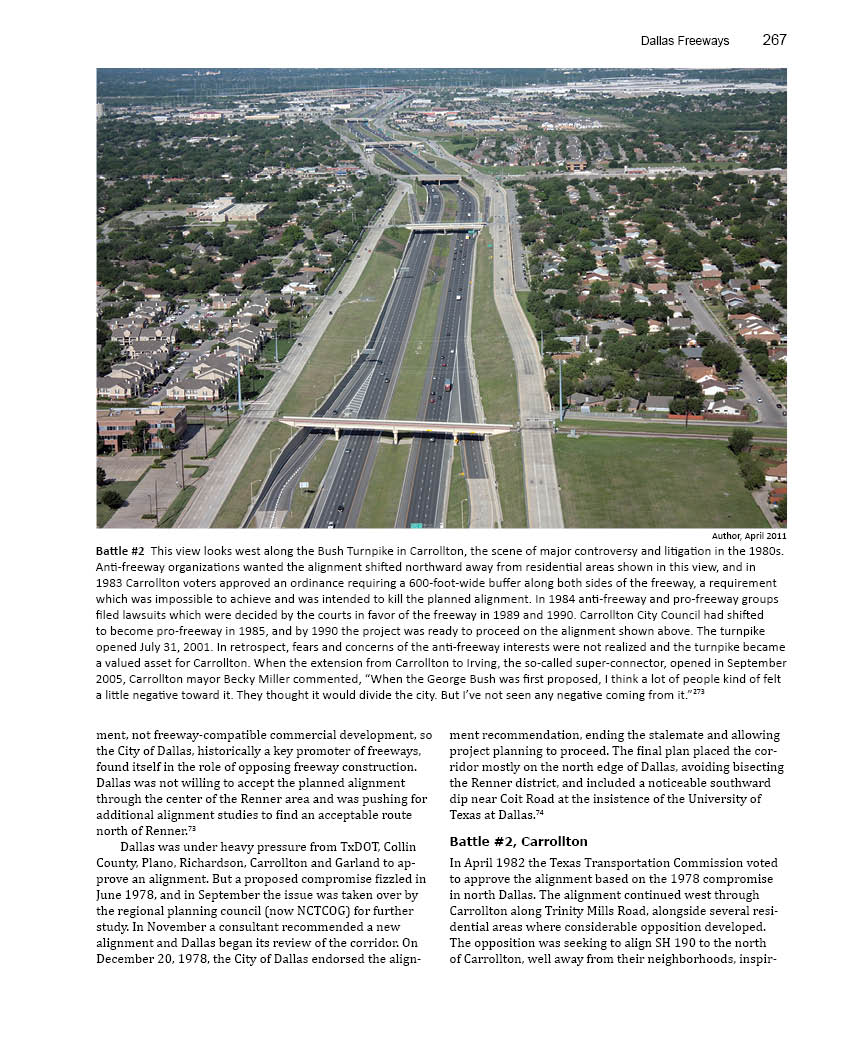 Dallas Freeways 267
Author, April 2011
Battle #2 This view looks west along the Bush Turnpike in Carrollton, the scene of major controversy and litigation in the 1980s.
Anti-freeway organizations wanted the alignment shifted northward away from residential areas shown in this view, and in
1983 Carrollton voters approved an ordinance requiring a 600-foot-wide buffer along both sides of the freeway, a requirement
which was impossible to achieve and was intended to kill the planned alignment. In 1984 anti-freeway and pro-freeway groups
filed lawsuits which were decided by the courts in favor of the freeway in 1989 and 1990. Carrollton City Council had shifted
to become pro-freeway in 1985, and by 1990 the project was ready to proceed on the alignment shown above. The turnpike
opened July 31, 2001. In retrospect, fears and concerns of the anti-freeway interests were not realized and the turnpike became
a valued asset for Carrollton. When the extension from Carrollton to Irving, the so-called super-connector, opened in September
2005, Carrollton mayor Becky Miller commented, “When the George Bush was first proposed, I think a lot of people kind of felt
a little negative toward it. They thought it would divide the city. But I’ve not seen any negative coming from it.”273
ment, not freeway-compatible commercial development, so
the City of Dallas, historically a key promoter of freeways,
found itself in the role of opposing freeway construction.
Dallas was not willing to accept the planned alignment
through the center of the Renner area and was pushing for
additional alignment studies to find an acceptable route
north of Renner.73
Dallas was under heavy pressure from TxDOT, Collin
County, Plano, Richardson, Carrollton and Garland to ap-
prove an alignment. But a proposed compromise fizzled in
June 1978, and in September the issue was taken over by
the regional planning council (now NCTCOG) for further
study. In November a consultant recommended a new
alignment and Dallas began its review of the corridor. On
December 20, 1978, the City of Dallas endorsed the align-
ment recommendation, ending the stalemate and allowing
project planning to proceed. The final plan placed the cor-
ridor mostly on the north edge of Dallas, avoiding bisecting
the Renner district, and included a noticeable southward
dip near Coit Road at the insistence of the University of
Texas at Dallas.74
Battle #2, Carrollton
In April 1982 the Texas Transportation Commission voted
to approve the alignment based on the 1978 compromise
in north Dallas. The alignment continued west through
Carrollton along Trinity Mills Road, alongside several resi-
dential areas where considerable opposition developed.
The opposition was seeking to align SH 190 to the north
of Carrollton, well away from their neighborhoods, inspir-